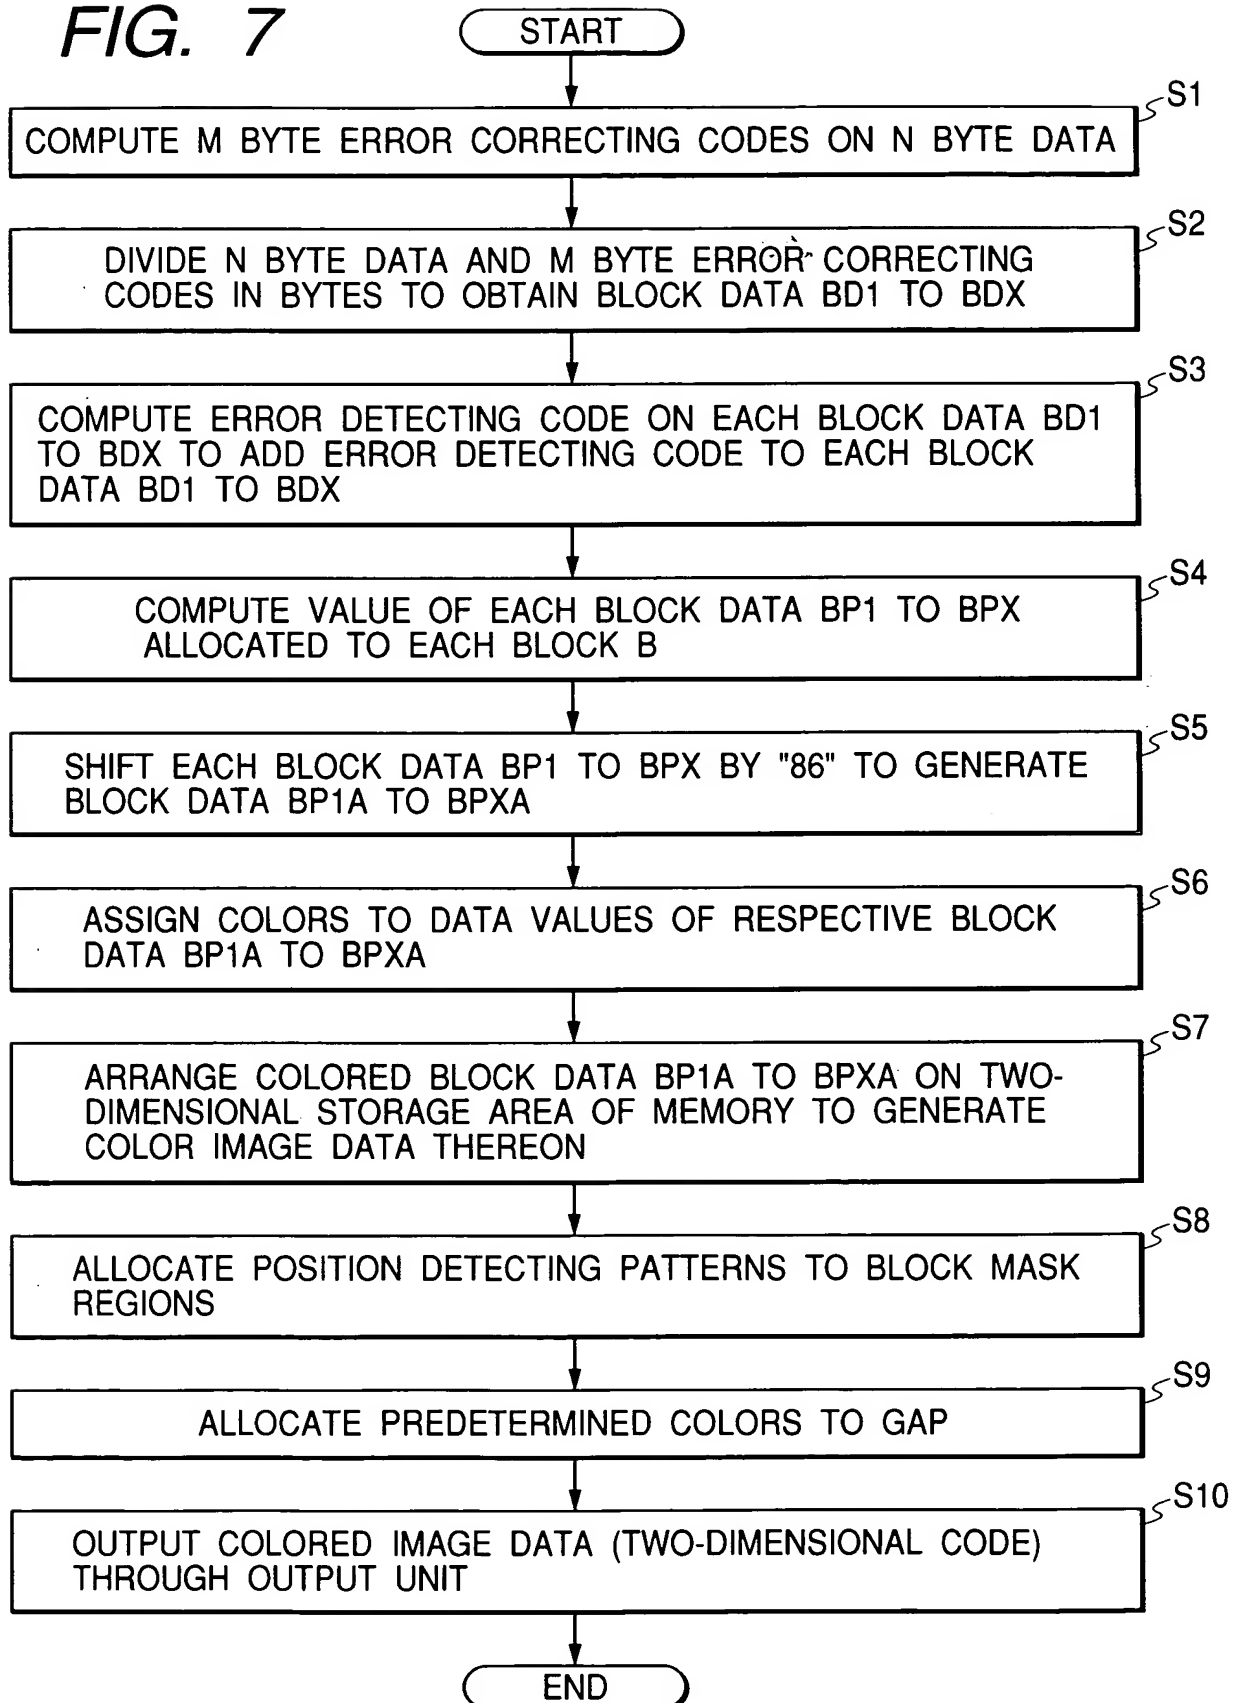 FIG. 7
START
S1
COMPUTE M BYTE ERROR CORRECTING CODES ON N BYTE DATA
S2
DIVIDE N BYTE DATA AND M BYTE ERROR CORRECTING
CODES IN BYTES TO OBTAIN BLOCK DATA BD1 TO BDX
S3
COMPUTE ERROR DETECTING CODE ON EACH BLOCK DATA BD1
TO BDX TO ADD ERROR DETECTING CODE TO EACH BLOCK
DATA BD1 TO BDX
S4
COMPUTE VALUE OF EACH BLOCK DATA BP1 TO BPX
ALLOCATED TO EACH BLOCK B
S5
SHIFT EACH BLOCK DATA BP1 TO BPX BY "86" TO GENERATE
BLOCK DATA BP1A TO BPXA
S6
ASSIGN COLORS TO DATA VALUES OF RESPECTIVE BLOCK
DATA BP1A TO BPXA
S7
ARRANGE COLORED BLOCK DATA BP1A TO BPXA ON TWO-
DIMENSIONAL STORAGE AREA OF MEMORY TO GENERATE
COLOR IMAGE DATA THEREON
S8
ALLOCATE POSITION DETECTING PATTERNS TO BLOCK MASK
REGIONS
S9
ALLOCATE PREDETERMINED COLORS TO GAP
S10
OUTPUT COLORED IMAGE DATA (TWO-DIMENSIONAL CODE)
THROUGH OUTPUT UNIT
END